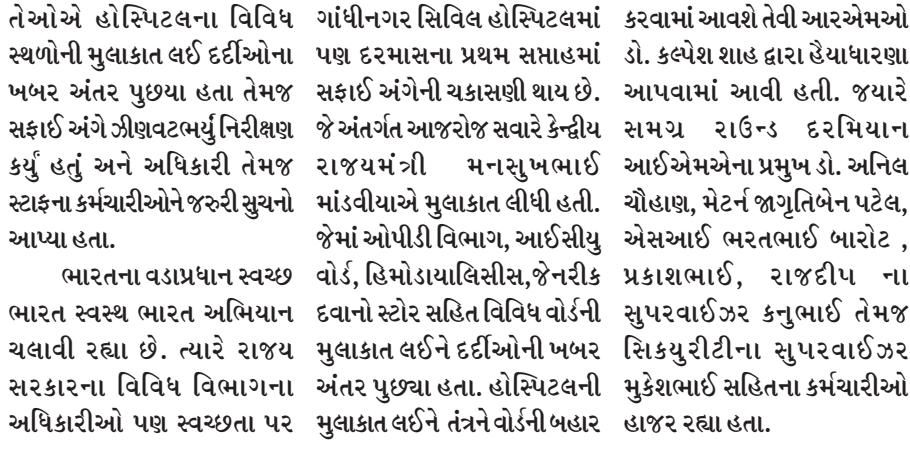 તેઓએ હોસ્પિટલના વિવિધ
સ્થળોની મુલાકાત લઈ દર્દીઓના
ખબર અંતર પુછયા હતા તેમજ
સફાઈ અંગે ઝીણવટભર્યું નિરીક્ષણ
કર્યું હતું અને અધિકારી તેમજ
સ્ટાફના કર્મચારીઓને જરુરી સુચનો
આપ્યા હતા.
ભારતના વડાપ્રધાન સ્વચ્છ
ભારત સ્વસ્થ ભારત અભિયાન
ચલાવી રહ્યા છે. ત્યારે રાજય
સરકારના વિવિધ વિભાગના
અધિકારીઓ પણ સ્વચ્છતા પર
ગાંધીનગર સિવિલ હોસ્પિટલમાં
પણ દરમાસના પ્રથમ સપ્તાહમાં
સફાઈ અંગેની ચકાસણી થાય છે.
જે અંતર્ગત આજરોજ સવારે કેન્દ્રીય
રાજયમંત્રી મનસુખભાઈ
માંડવીયાએ મુલાકાત લીધી હતી.
જેમાં ઓપીડી વિભાગ, આઈસીયુ
વોર્ડ, હિમોડાયાલિસીસ,જેનરીક
દવાનો સ્ટોર સહિત વિવિધ વોર્ડની
મુલાકાત લઈને દર્દીઓની ખબર
અંતર પુછ્યા હતા. હોસ્પિટલની
મુલાકાત લઈને તંત્રને વોર્ડની બહાર
કરવામાં આવશે તેવી આરએમઓ
ડો. કલ્પેશ શાહ દ્વારા હૈયાધારણા
આપવામાં આવી હતી. જયારે
સમગ્ર રાઉન્ડ દરમિયાન
આઈએમએના પ્રમુખ ડો. અનિલ
ચૌહાણ, મેટર્ન જાગૃતિબેન પટેલ,
એસઆઈ ભરતભાઈ બારોટ ,
પ્રકાશભાઈ, રાજદીપ ના
સુપરવાઈઝર કનુભાઈ તેમજ
સિકયુરીટીના સુપરવાઈઝર
મુકેશભાઈ સહિતના કર્મચારીઓ
હાજર રહ્યા હતા.